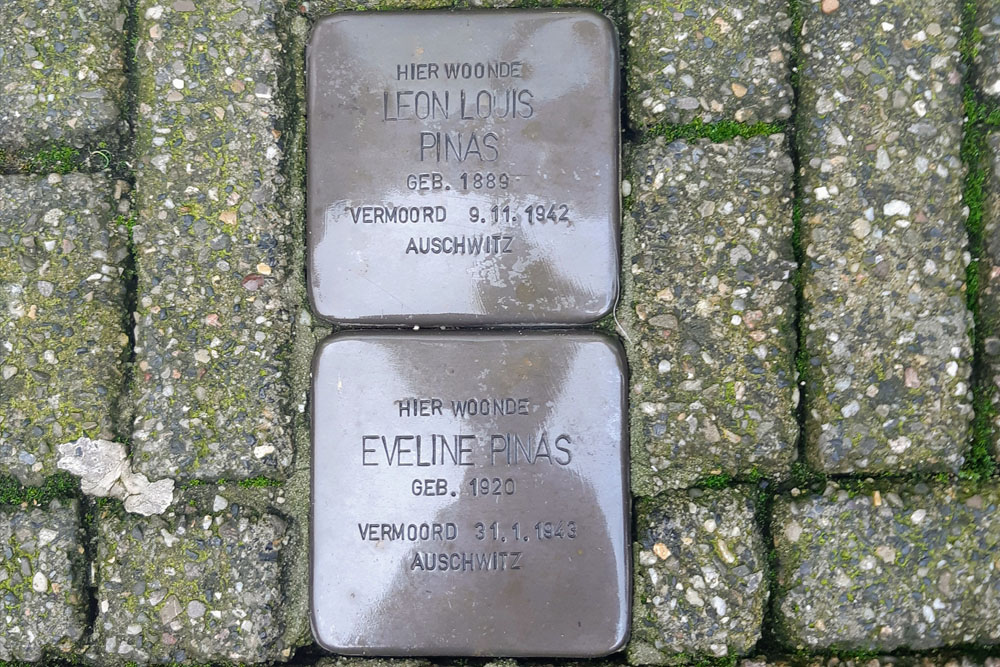 HIER WOONDE
LEON LOUIS
PINAS
GEB. 1889
VERMOORD 9.11.1942
AUSCHWITZ
HIER WOONDE
EVELINE PINAS
GEB. 1920
VERMOORD 31.1.1943
AUSCHWITZ